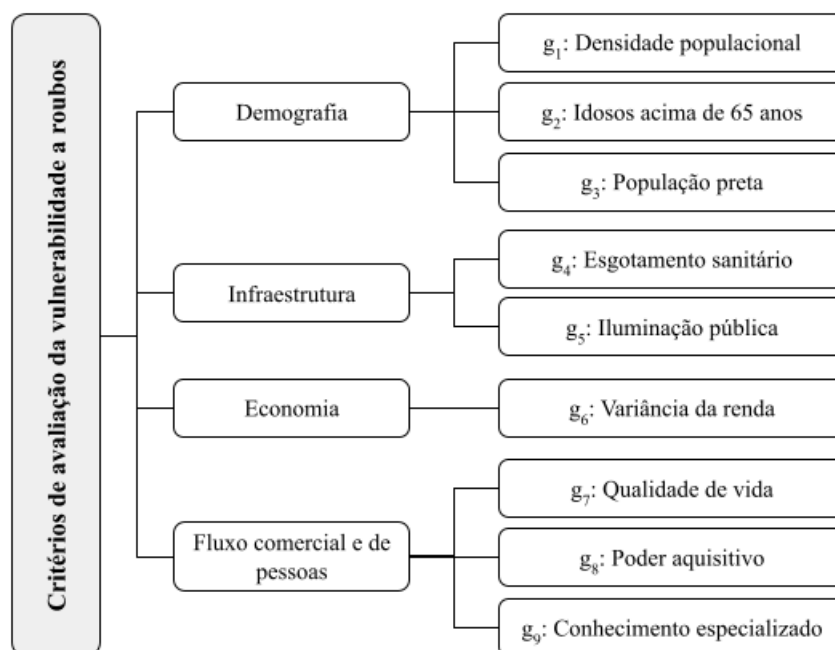 Critérios de avaliação da vulnerabilidade a roubos
Demografia
g₁: Densidade populacional
g₂: Idosos acima de 65 anos
g₃: População preta
Infraestrutura
g₄: Esgotamento sanitário
g₅: Iluminação pública
Economia
g₆: Variância da renda
Fluxo comercial e de
pessoas
g₇: Qualidade de vida
g₈: Poder aquisitivo
g₉: Conhecimento especializado